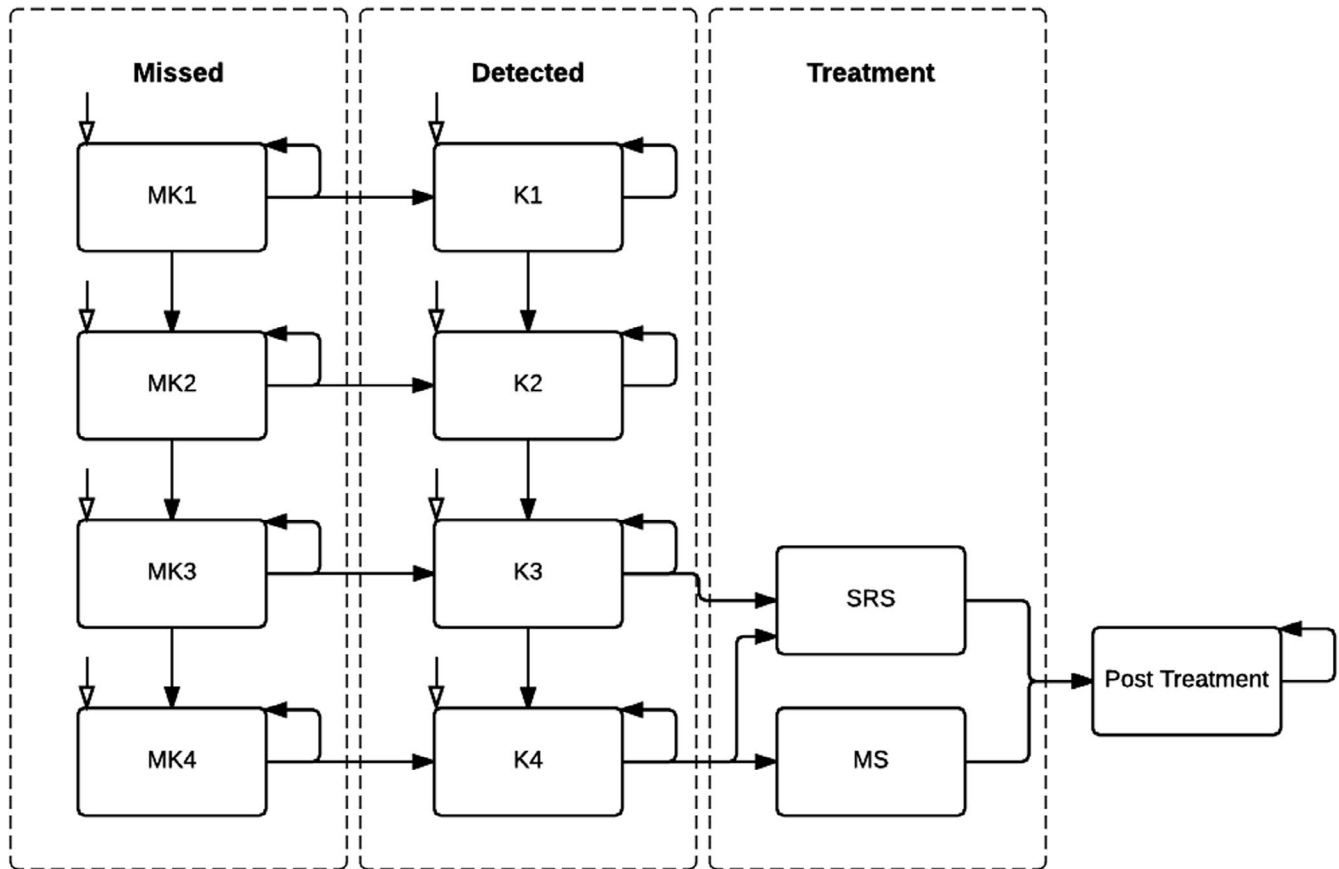 Missed
Detected
Treatment
MK1
K1
MK2
K2
MK3
K3
SRS
Post Treatment
MK4
K4
MS